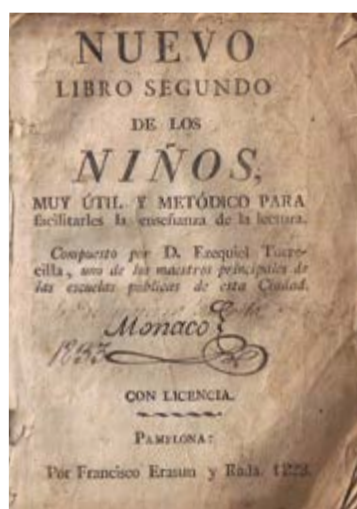 NUEVO
LIBRO SEGUNDO
DE LOS
NIÑOS,
MUY ÚTIL Y METÓDICO PARA
facilitarles la enseñanza de la lectura.
Compuesto por D. Ezequiel Torre-
cilla, uno de los maestros principales de
las escuelas públicas de esta Ciudad.
Monaco
CON LICENCIA.
PAMPLONA:
Por Francisco Erasun y Rada.